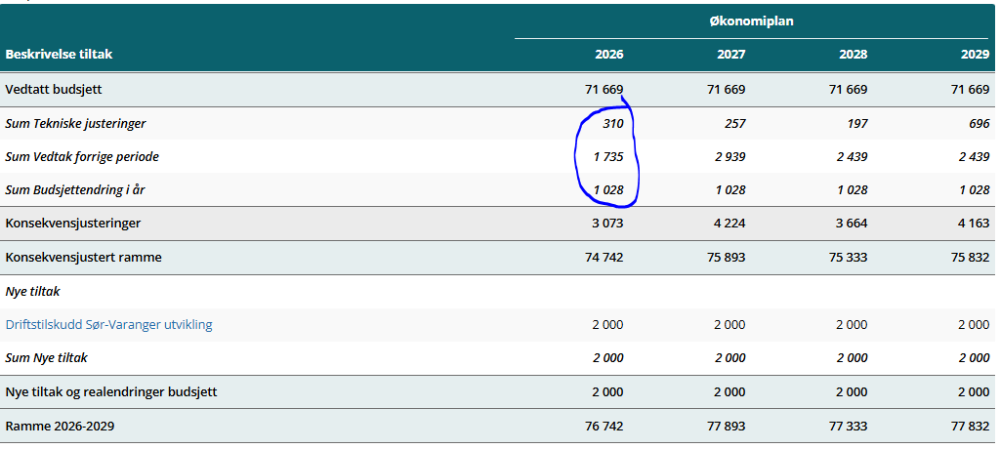 Økonomiplan
Beskrivelse tiltak 2026 2027 2028 2029
Vedtatt budsjett 71 669 71 669 71 669 71 669
Sum Tekniske justeringer 310 257 197 696
Sum Vedtak forrige periode 1 735 2 939 2 439 2 439
Sum Budsjettendring i år 1 028 1 028 1 028 1 028
Konsekvensjusteringer 3 073 4 224 3 664 4 163
Konsekvensjustert ramme 74 742 75 893 75 333 75 832
Nye tiltak
Driftstilskudd Sør-Varanger utvikling 2 000 2 000 2 000 2 000
Sum Nye tiltak 2 000 2 000 2 000 2 000
Nye tiltak og realendringer budsjett 2 000 2 000 2 000 2 000
Ramme 2026-2029 76 742 77 893 77 333 77 832